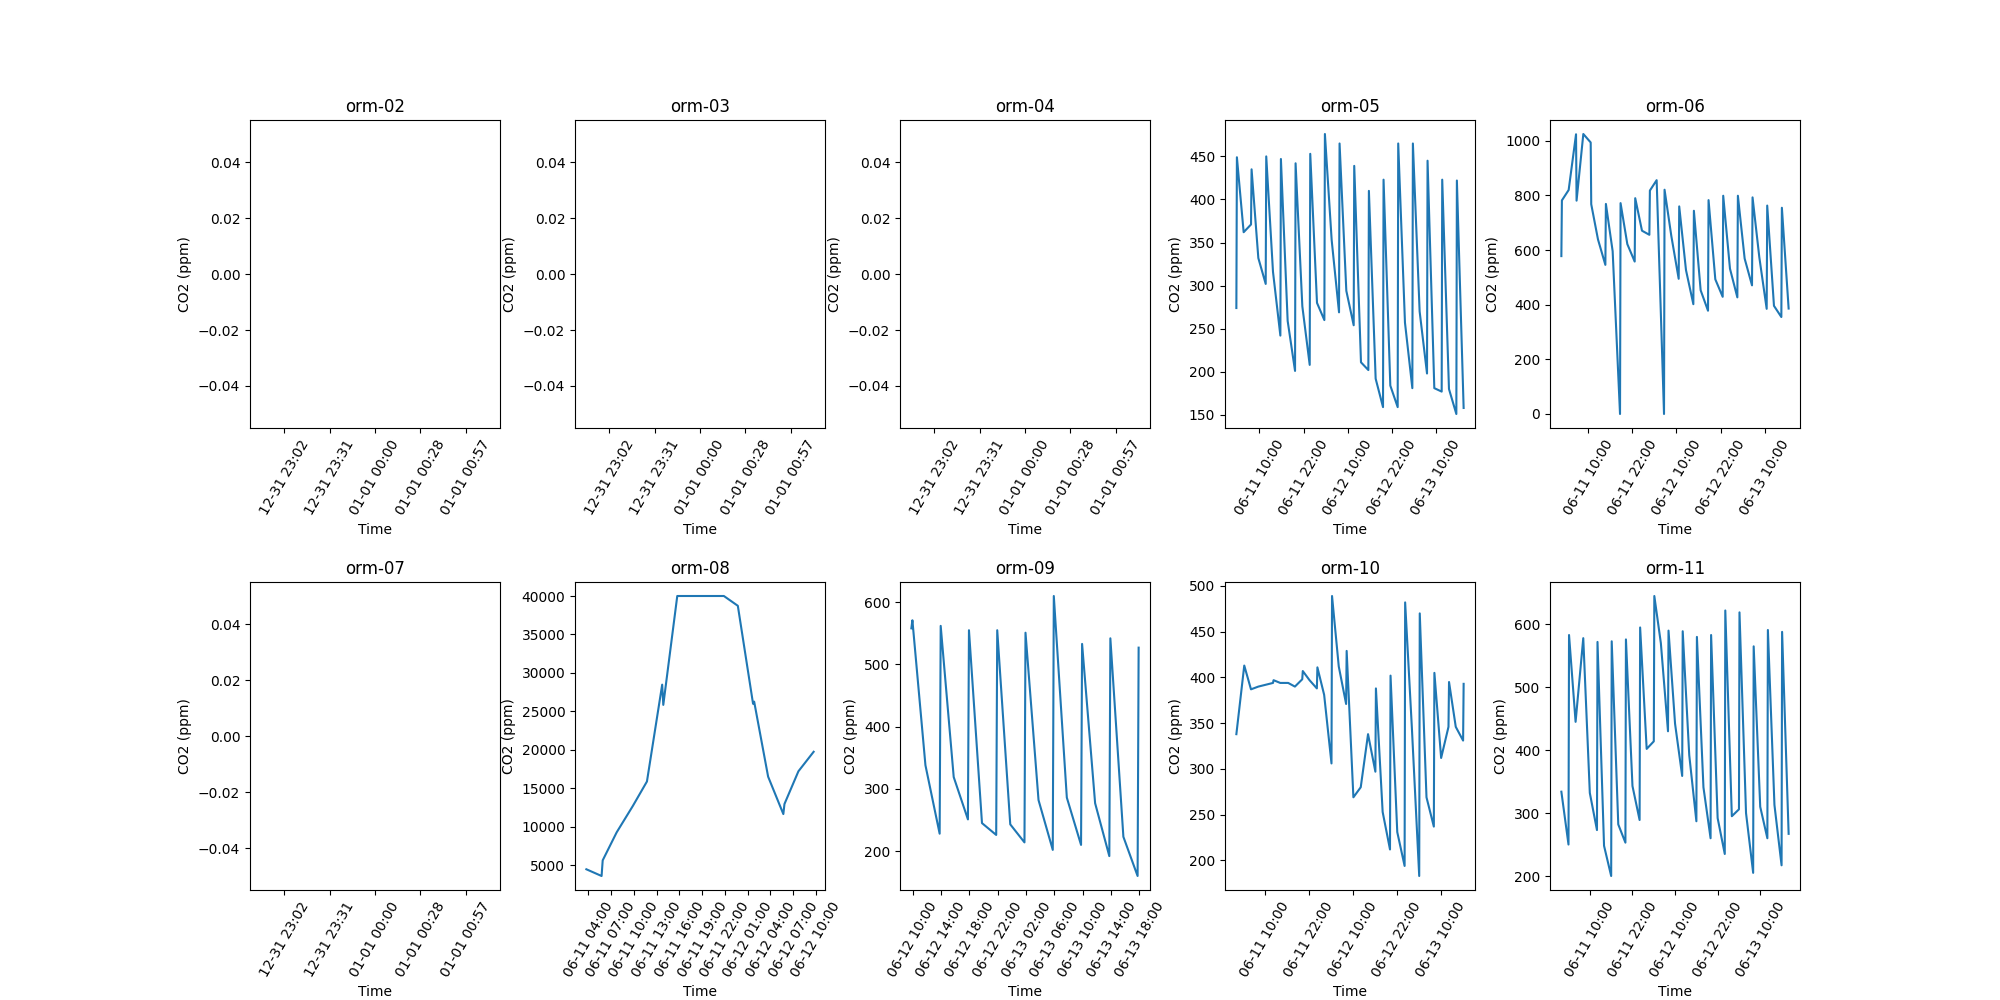 orm-02 orm-03 orm-04 orm-05 orm-06
CO2 (ppm) 0.04 0.02 0.00 −0.02 −0.04
12-31 23:02 12-31 23:31 01-01 00:00 01-01 00:28 01-01 00:57
Time
CO2 (ppm) 0.04 0.02 0.00 −0.02 −0.04
12-31 23:02 12-31 23:31 01-01 00:00 01-01 00:28 01-01 00:57
Time
CO2 (ppm) 0.04 0.02 0.00 −0.02 −0.04
12-31 23:02 12-31 23:31 01-01 00:00 01-01 00:28 01-01 00:57
Time
CO2 (ppm) 450 400 350 300 250 200 150
06-11 10:00 06-11 22:00 06-12 10:00 06-12 22:00 06-13 10:00
Time
CO2 (ppm) 1000 800 600 400 200 0
06-11 10:00 06-11 22:00 06-12 10:00 06-12 22:00 06-13 10:00
Time
orm-07 orm-08 orm-09 orm-10 orm-11
CO2 (ppm) 0.04 0.02 0.00 −0.02 −0.04
12-31 23:02 12-31 23:31 01-01 00:00 01-01 00:28 01-01 00:57
Time
CO2 (ppm) 40000 35000 30000 25000 20000 15000 10000 5000
06-11 04:00 06-11 07:00 06-11 10:00 06-11 13:00 06-11 16:00 06-11 19:00 06-11 22:00 06-12 01:00 06-12 04:00 06-12 07:00 06-12 10:00
Time
CO2 (ppm) 600 500 400 300 200
06-12 10:00 06-12 14:00 06-12 18:00 06-12 22:00 06-13 02:00 06-13 06:00 06-13 10:00 06-13 14:00 06-13 18:00
Time
CO2 (ppm) 500 450 400 350 300 250 200
06-11 10:00 06-11 22:00 06-12 10:00 06-12 22:00 06-13 10:00
Time
CO2 (ppm) 600 500 400 300 200
06-11 10:00 06-11 22:00 06-12 10:00 06-12 22:00 06-13 10:00
Time